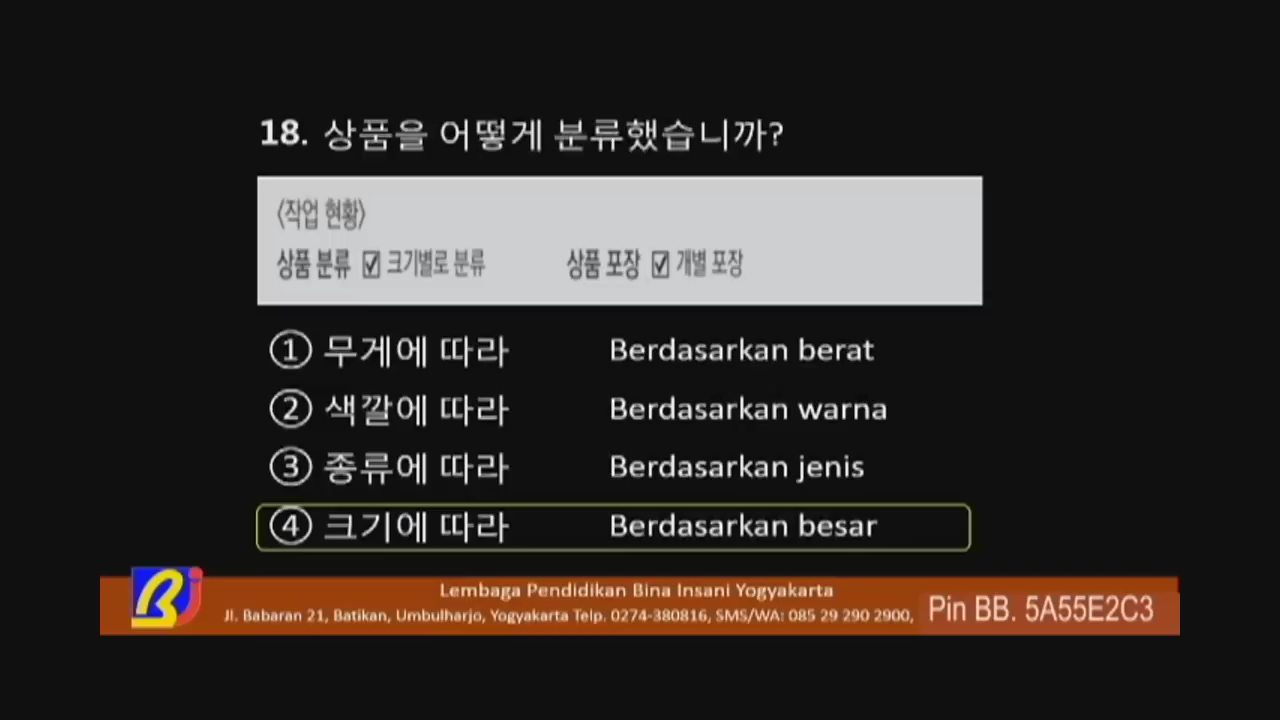 18. 상품을 어떻게 분류했습니까?
〈작업 현황〉
상품 분류 ☑ 크기별로 분류 상품 포장 ☑ 개별 포장
① 무게에 따라 Berdasarkan berat
② 색깔에 따라 Berdasarkan warna
③ 종류에 따라 Berdasarkan jenis
④ 크기에 따라 Berdasarkan besar
Lembaga Pendidikan Bina Insani Yogyakarta
Jl. Babaran 21, Batikan, Umbulharjo, Yogyakarta Telp. 0274-380816, SMS/WA: 085 29 290 2900, Pin BB. 5A55E2C3